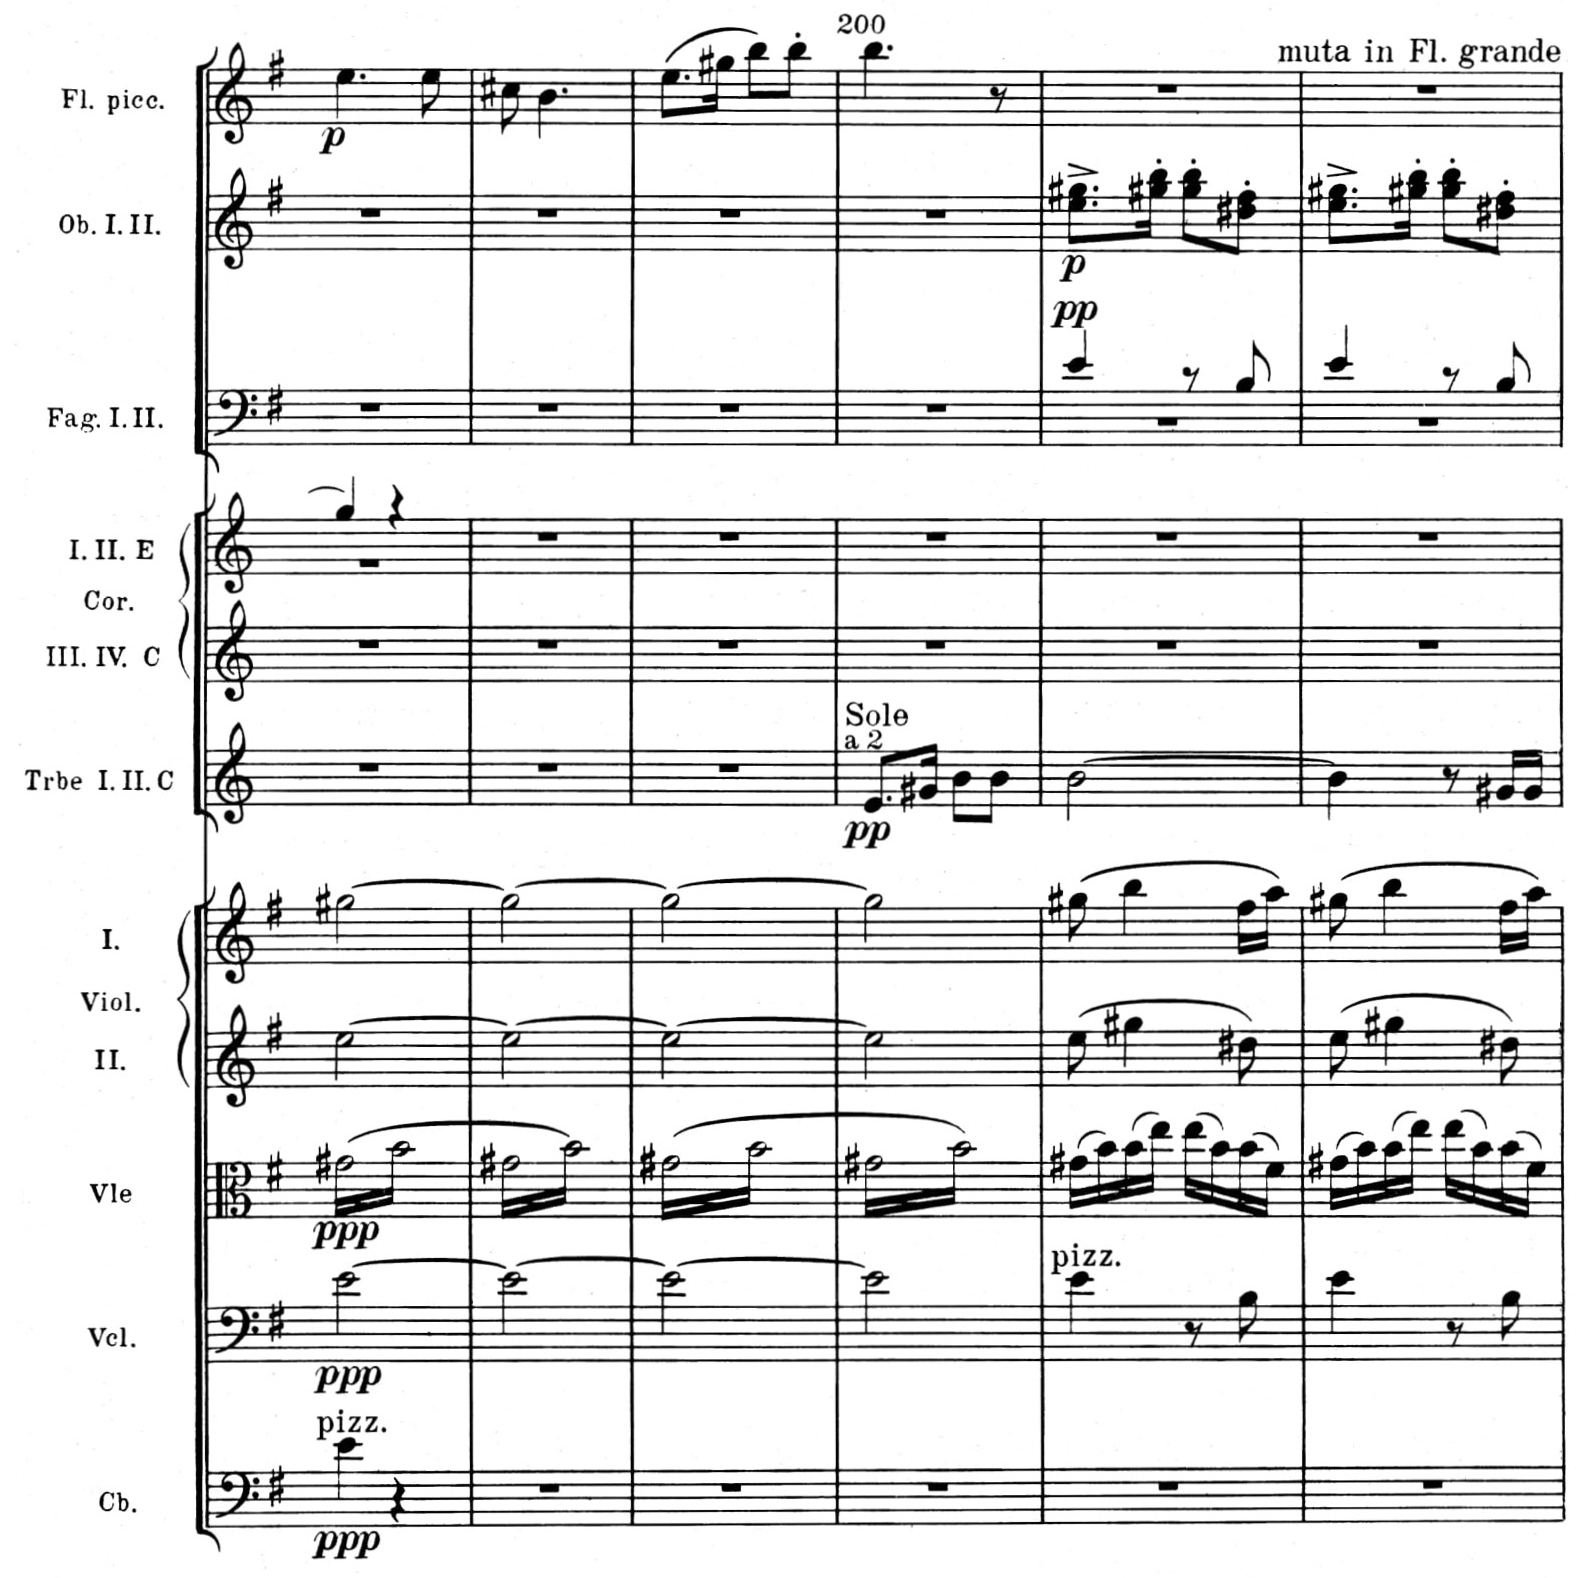 200
muta in Fl. grande
Fl. picc.
p
Ob. I. II.
p
pp
Fag. I. II.
I. II. E
Cor.
III. IV. C
Sole
a 2
Trbe I. II. C
pp
I.
Viol.
II.
Vle
ppp
pizz.
Vcl.
ppp
pizz.
Cb.
ppp